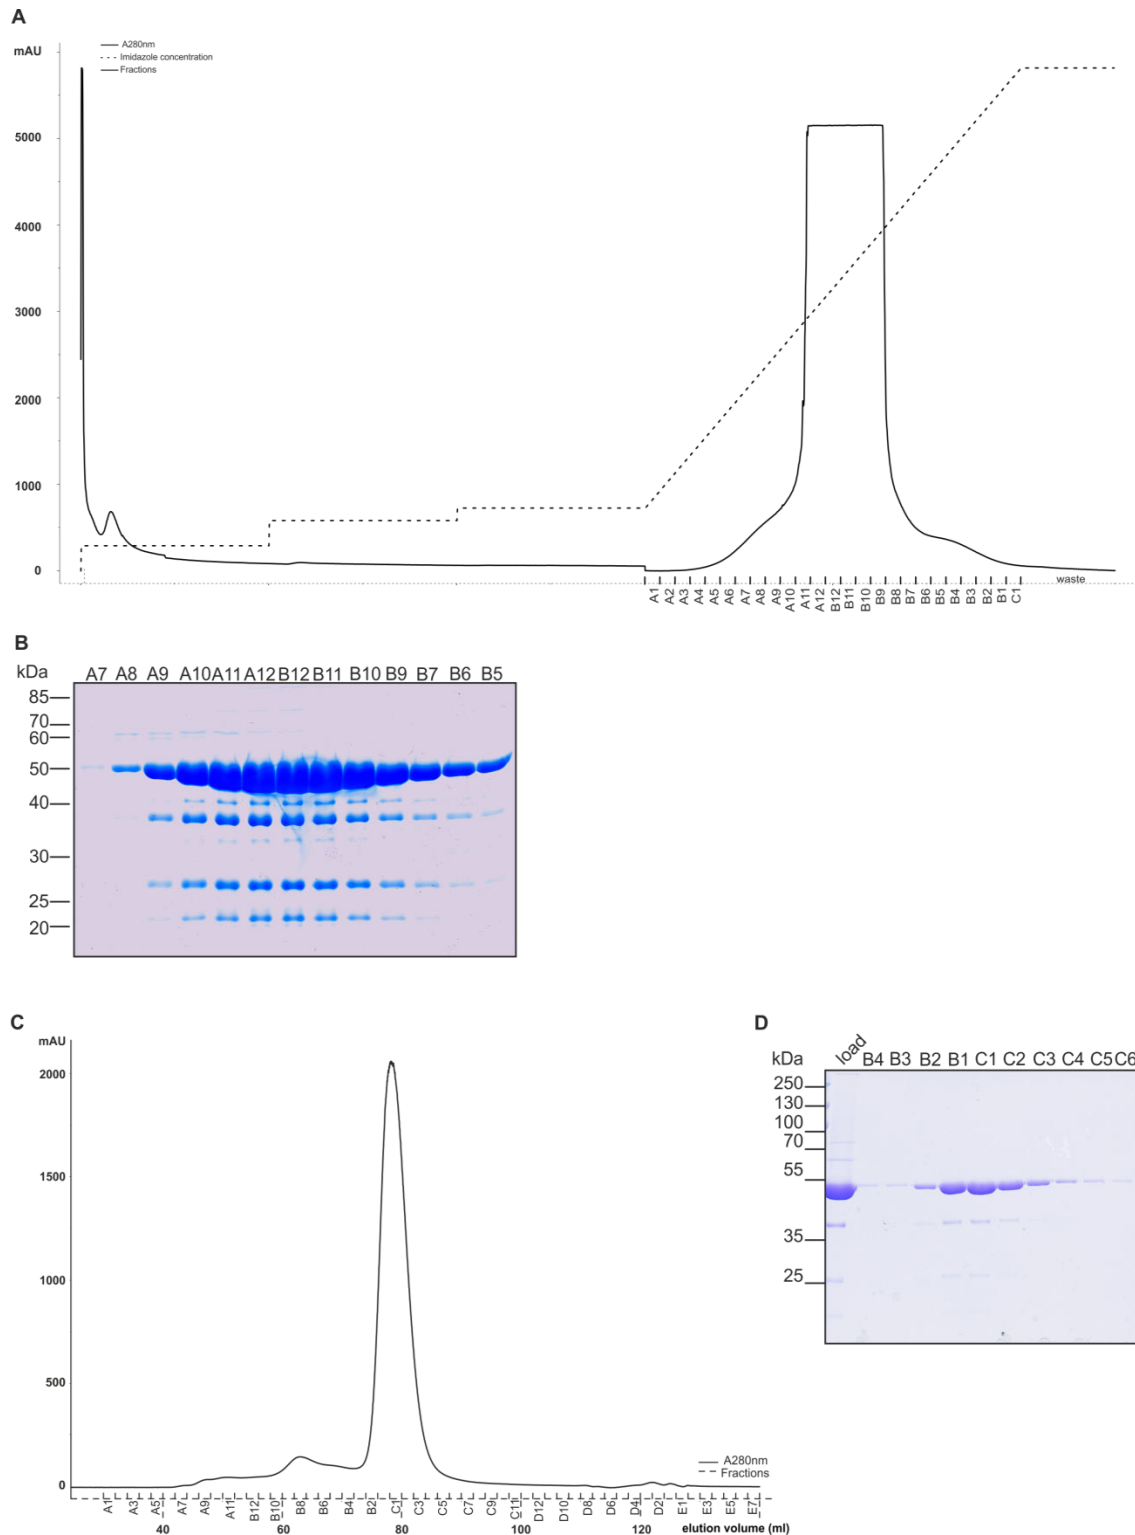 A
mAU
A280nm
Imidazole concentration
Fractions
5000
4000
3000
2000
1000
0
waste
A1 A2 A3 A4 A5 A6 A7 A8 A9 A10 A11 A12 B12 B11 B10 B9 B8 B7 B6 B5 B4 B3 B2 B1 C1
B
kDa A7 A8 A9 A10 A11 A12 B12 B11 B10 B9 B7 B6 B5
85
70
60
50
40
30
25
20
C
mAU
2000
1500
1000
500
0
A280nm
Fractions
A1 A3 A5 A7 A9 A11 B12 B10 B8 B6 B4 B2 C1 C3 C5 C7 C9 C11 D12 D10 D8 D6 D4 D2 E1 E3 E5 E7
40 60 80 100 120 elution volume (ml)
D
kDa load B4 B3 B2 B1 C1 C2 C3 C4 C5 C6
250
130
100
70
55
35
25